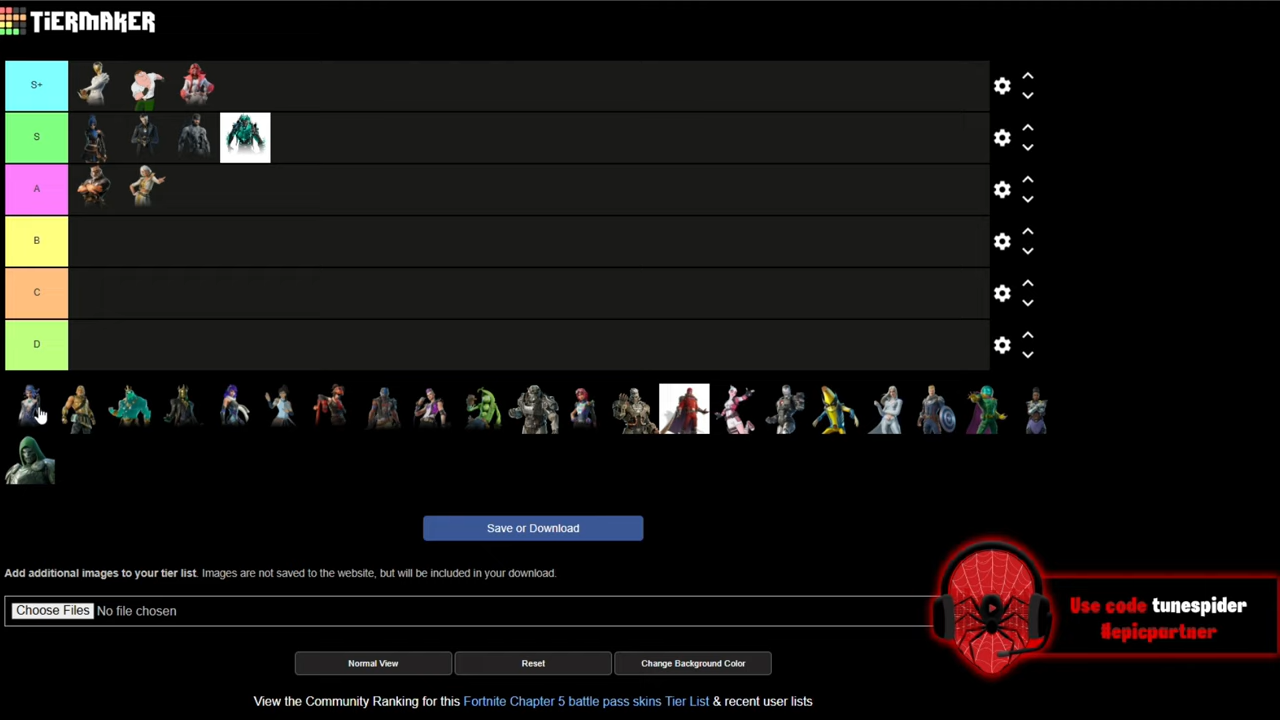 TiERMAKER
S+
S
A
B
C
D
Save or Download
Add additional images to your tier list. Images are not saved to the website, but will be included in your download.
Choose Files No file chosen
Use code tunespider
#epicpartner
Normal View Reset Change Background Color
View the Community Ranking for this Fortnite Chapter 5 battle pass skins Tier List & recent user lists